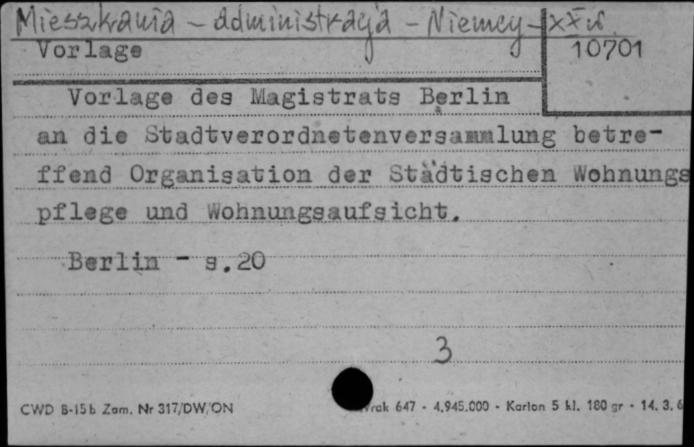 Mieszkania - administracja - Niemcy - XX w.
Vorlage
10701
Vorlage des Magistrats Berlin
an die Stadtverordnetenversammlung betre-
ffend Organisation der Städtischen Wohnungs
pflege und Wohnungsaufsicht.
Berlin - s.20
3
CWD B-15b Zam. Nr 317/DW/ON
647 - 4.945.000 - Karton 5 kl. 180 gr - 14. 3. 6